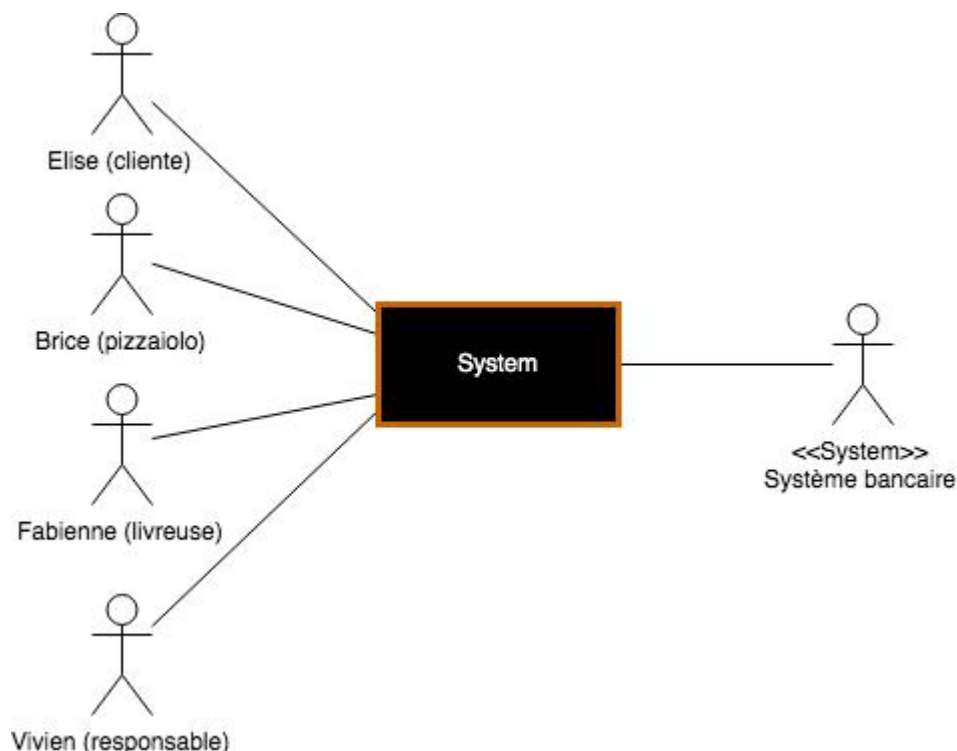 Elise (cliente)
Brice (pizzaiolo)
Fabienne (livreuse)
Vivien (responsable)
System
<<System>>
Système bancaire